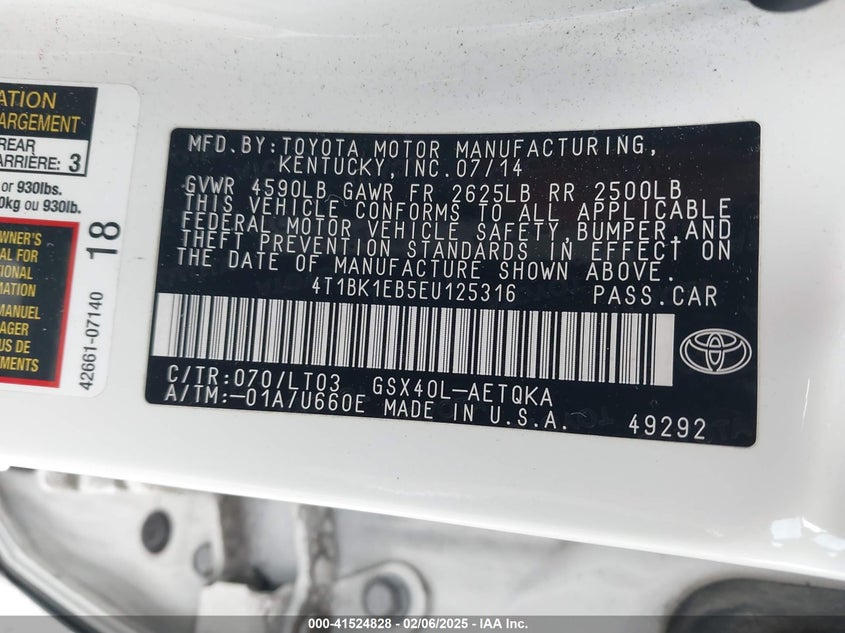 ATION
ARGEMENT
REAR
ARRIÈRE: 3
or 930lbs.
0kg ou 930lb.
WNER'S
AL FOR
TIONAL
MATION
MANUEL
AGER
US DE
EMENTS
42661-07140
18
MFD.BY:TOYOTA MOTOR MANUFACTURING,
KENTUCKY,INC.07/14
GVWR 4590LB GAWR FR 2625LB RR 2500LB
THIS VEHICLE CONFORMS TO ALL APPLICABLE
FEDERAL MOTOR VEHICLE SAFETY,BUMPER,AND
THEFT PREVENTION STANDARDS IN EFFECT ON
THE DATE OF MANUFACTURE SHOWN ABOVE.
4T1BK1EB5EU125316 PASS.CAR
C/TR:070/LT03 GSX40L-AETQKA
A/TM:-01A/U660E MADE IN U.S.A.
49292
000-41524828 - 02/06/2025 - IAA Inc.